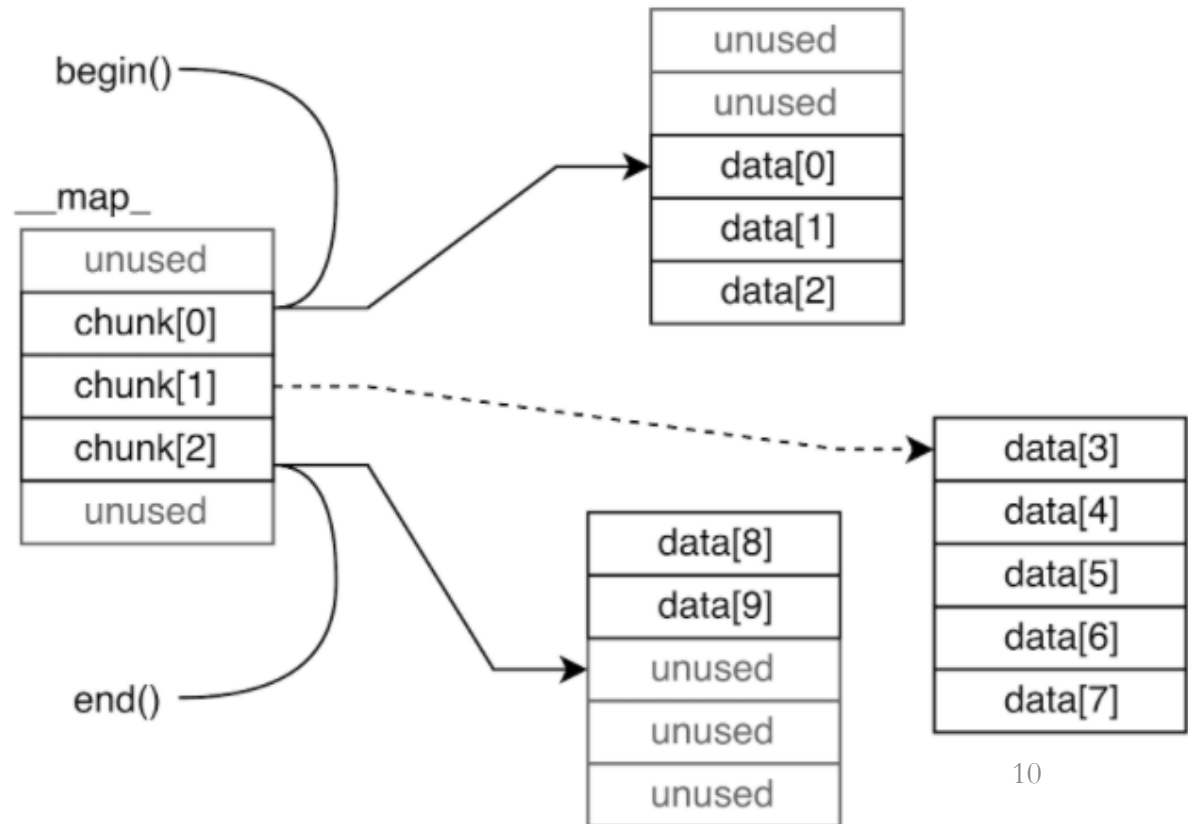 begin()
__map_
unused
chunk[0]
chunk[1]
chunk[2]
unused
end()
unused
unused
data[0]
data[1]
data[2]
data[3]
data[4]
data[5]
data[6]
data[7]
data[8]
data[9]
unused
unused
unused
10